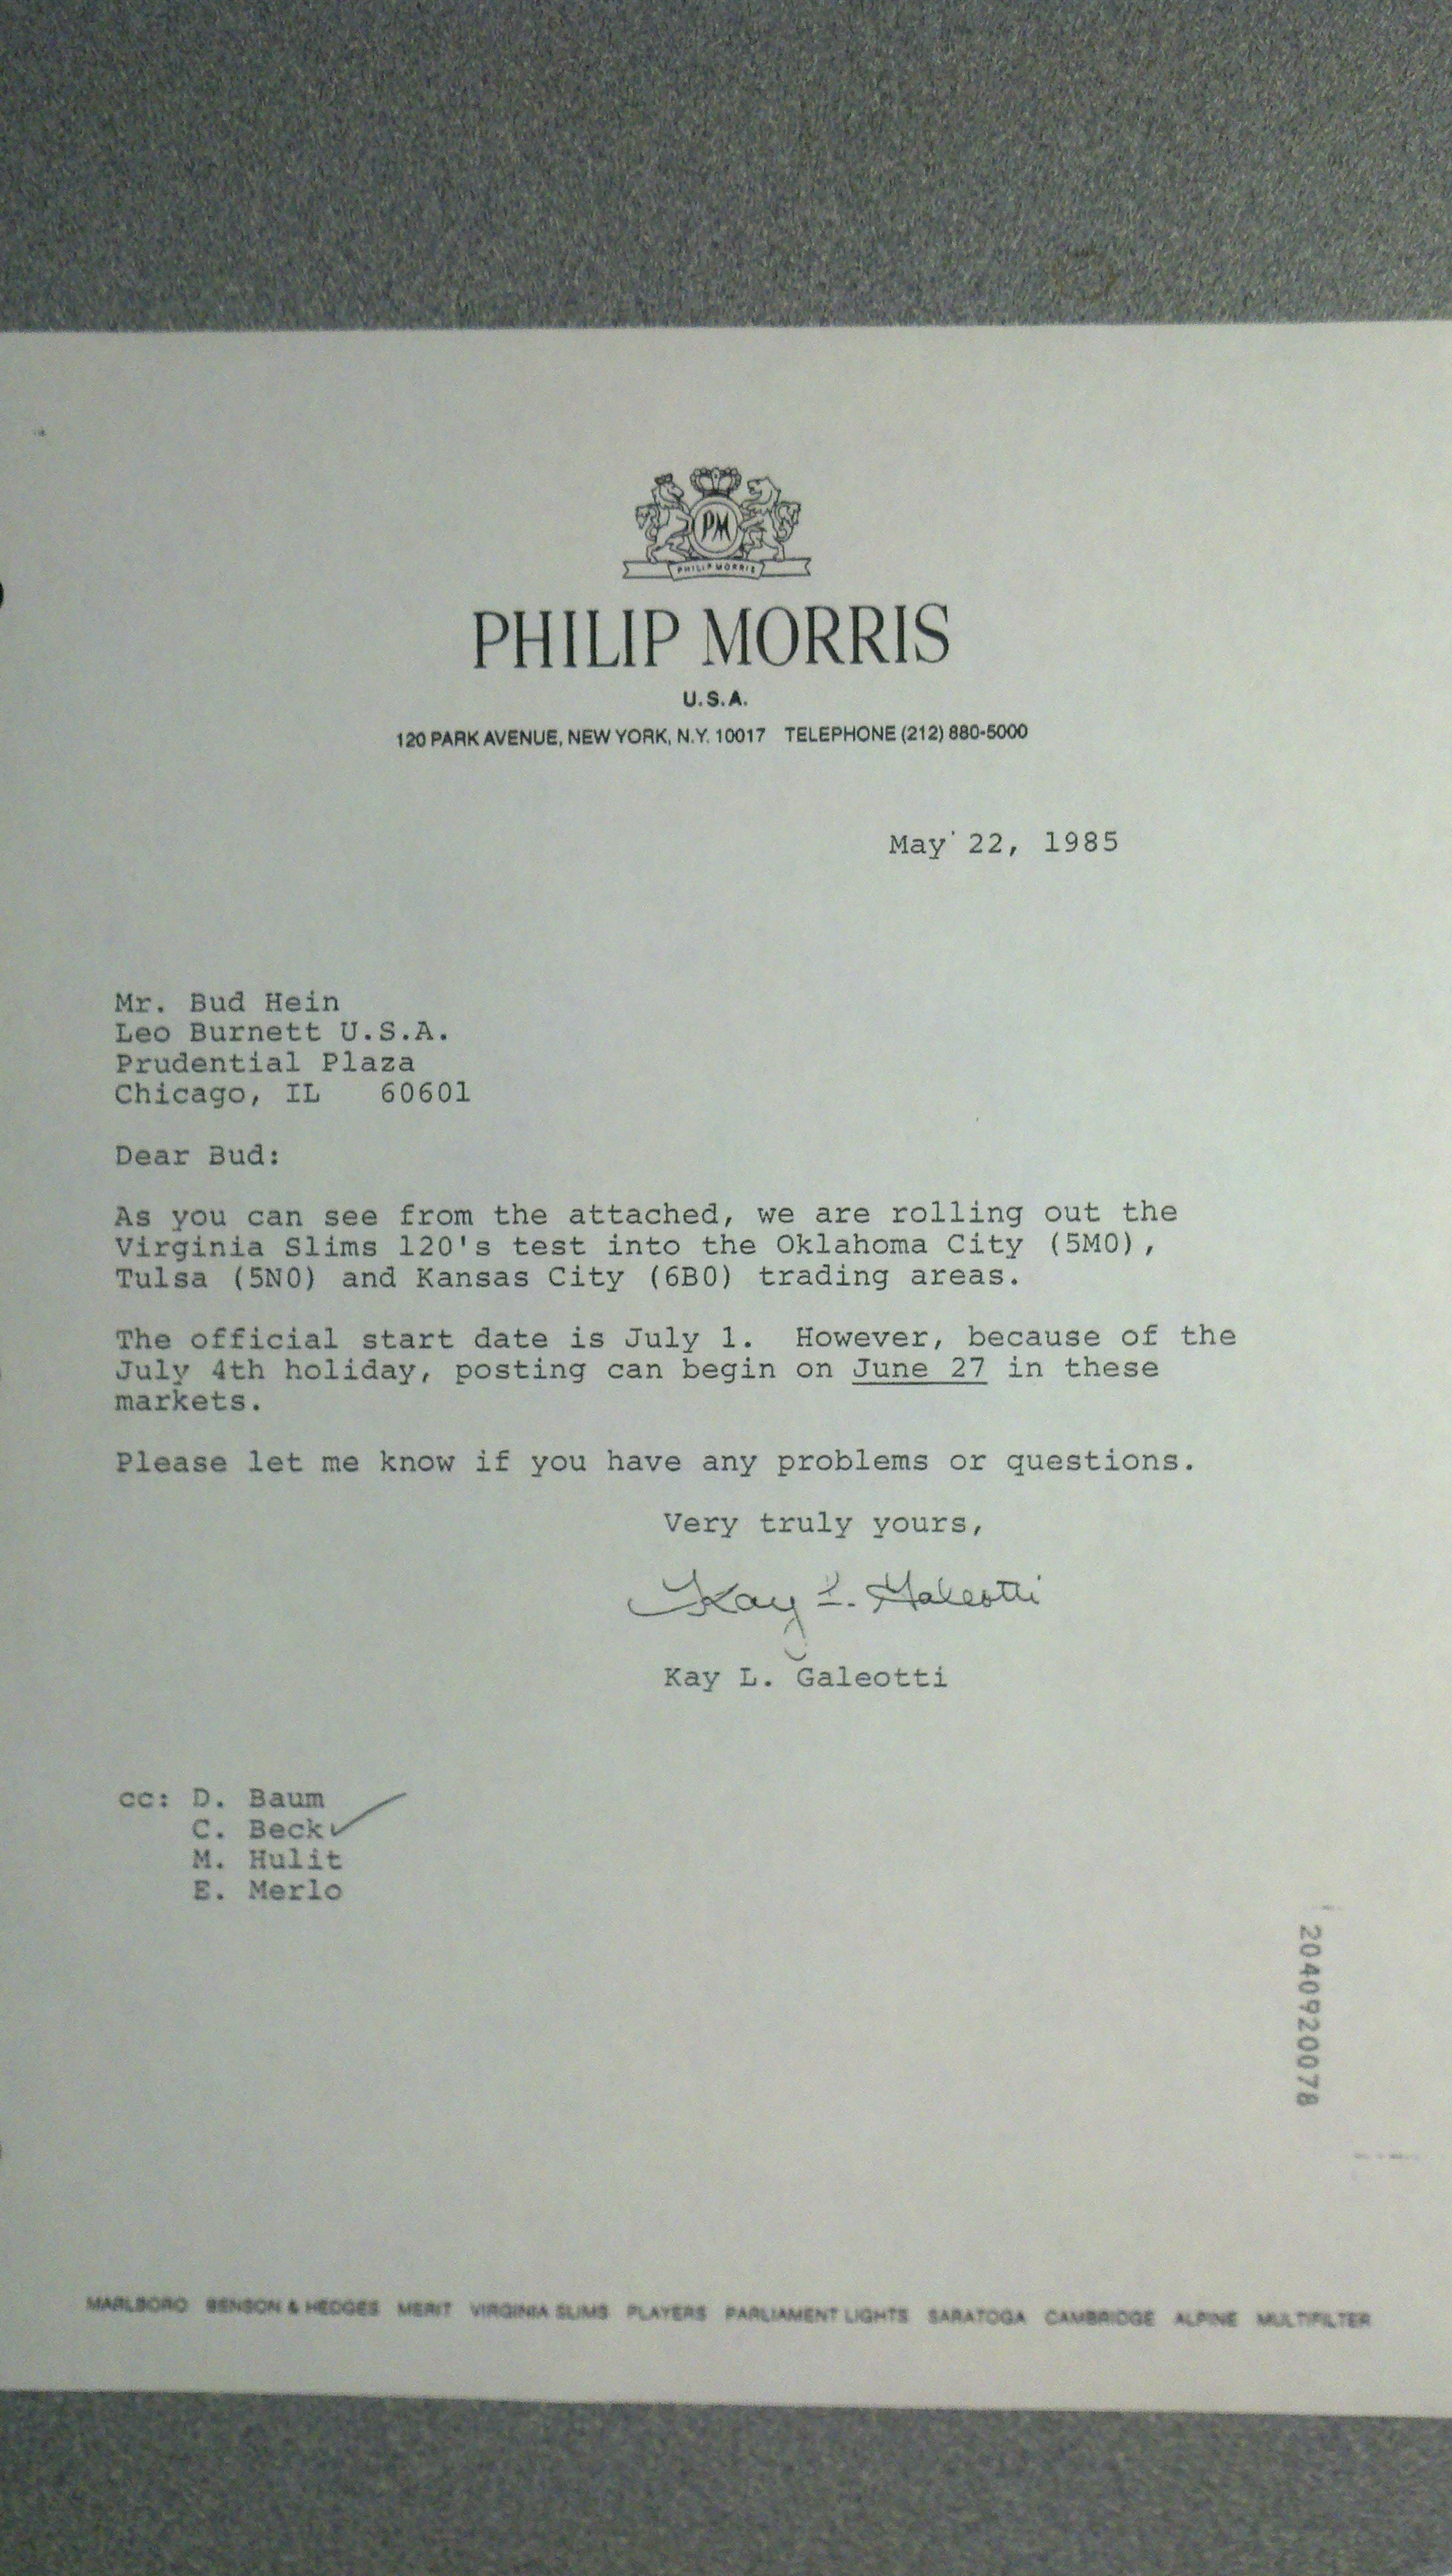 PM
PHILIP MORRIS
PHILIP MORRIS
U.S.A.
120 PARK AVENUE, NEW YORK, N.Y. 10017 TELEPHONE (212) 880-5000
May 22, 1985
Mr. Bud Hein
Leo Burnett U.S.A.
Prudential Plaza
Chicago, IL 60601
Dear Bud:
As you can see from the attached, we are rolling out the
Virginia Slims 120's test into the Oklahoma City (5M0),
Tulsa (5N0) and Kansas City (6B0) trading areas.
The official start date is July 1. However, because of the
July 4th holiday, posting can begin on June 27 in these
markets.
Please let me know if you have any problems or questions.
Very truly yours,
Kay L. Galeotti
Kay L. Galeotti
cc: D. Baum
C. Beck
M. Hulit
E. Merlo
2040920078
MARLBORO BENSON & HEDGES MERIT VIRGINIA SLIMS PLAYERS PARLIAMENT LIGHTS SARATOGA CAMBRIDGE ALPINE MULTIFILTER